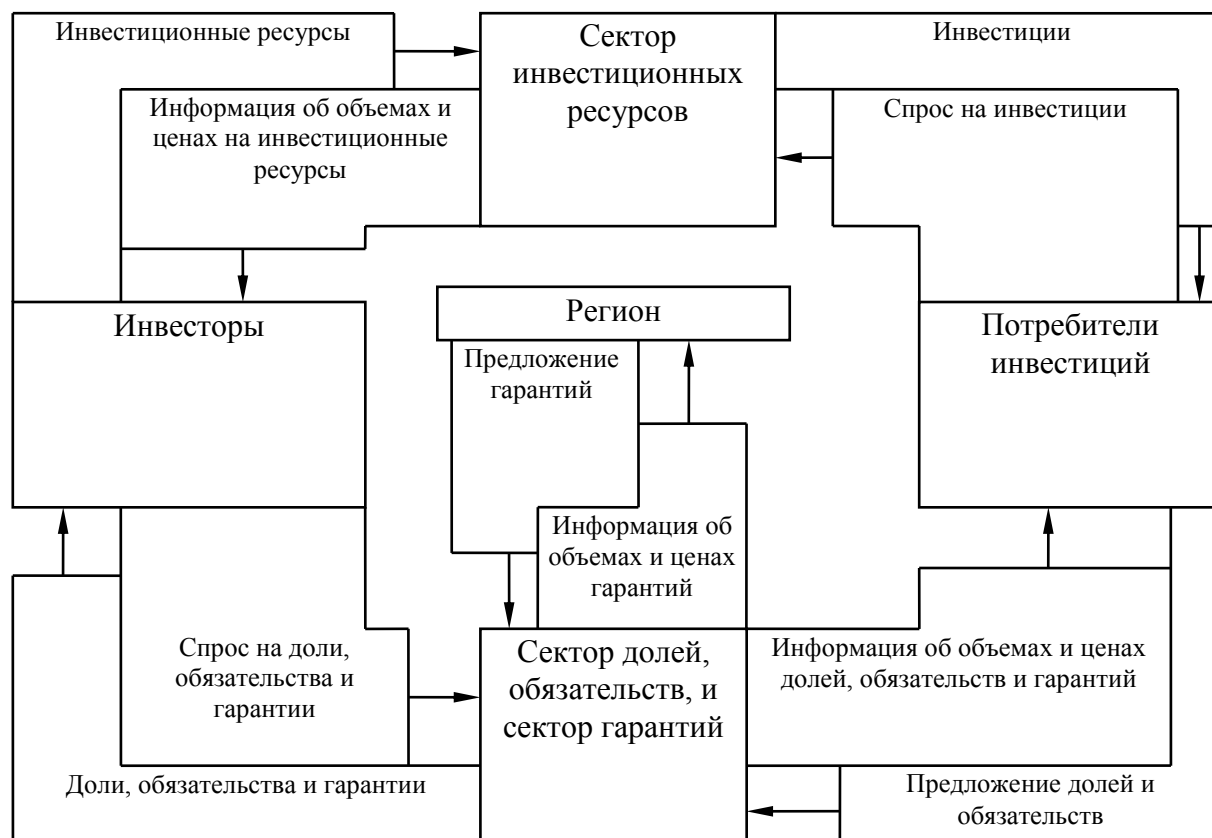 Инвестиционные ресурсы
Сектор
инвестиционных
ресурсов
Инвестиции
Информация об объемах и
ценах на инвестиционные
ресурсы
Спрос на инвестиции
Инвесторы
Регион
Потребители
инвестиций
Предложение
гарантий
Информация об
объемах и ценах
гарантий
Спрос на доли,
обязательства и
гарантии
Сектор долей,
обязательств, и
сектор гарантий
Информация об объемах и ценах
долей, обязательств и гарантий
Доли, обязательства и гарантии
Предложение долей и
обязательств